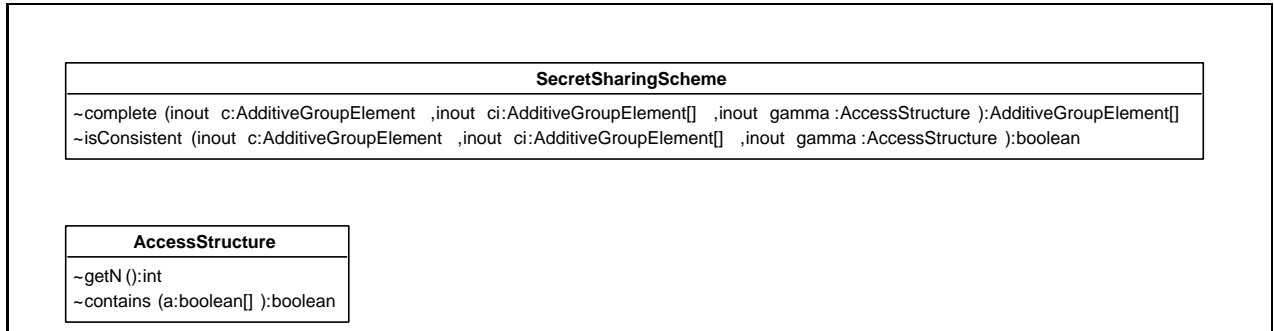 SecretSharingScheme
~complete (inout c:AdditiveGroupElement ,inout ci:AdditiveGroupElement[] ,inout gamma :AccessStructure ):AdditiveGroupElement[]
~isConsistent (inout c:AdditiveGroupElement ,inout ci:AdditiveGroupElement[] ,inout gamma :AccessStructure ):boolean
AccessStructure
~getN ():int
~contains (a:boolean[] ):boolean